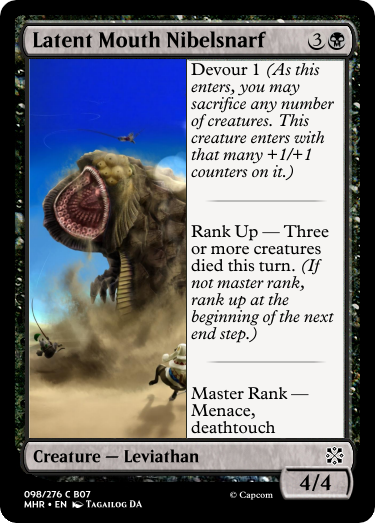 Latent Mouth Nibelsnarf 3
Devour 1 (As this
enters, you may
sacrifice any number
of creatures. This
creature enters with
that many +1/+1
counters on it.)
Rank Up — Three
or more creatures
died this turn. (If
not master rank,
rank up at the
beginning of the next
end step.)
Master Rank —
Menace,
deathtouch
Creature — Leviathan
4/4
098/276 C B07
MHR • EN Tagailog DA
© Capcom